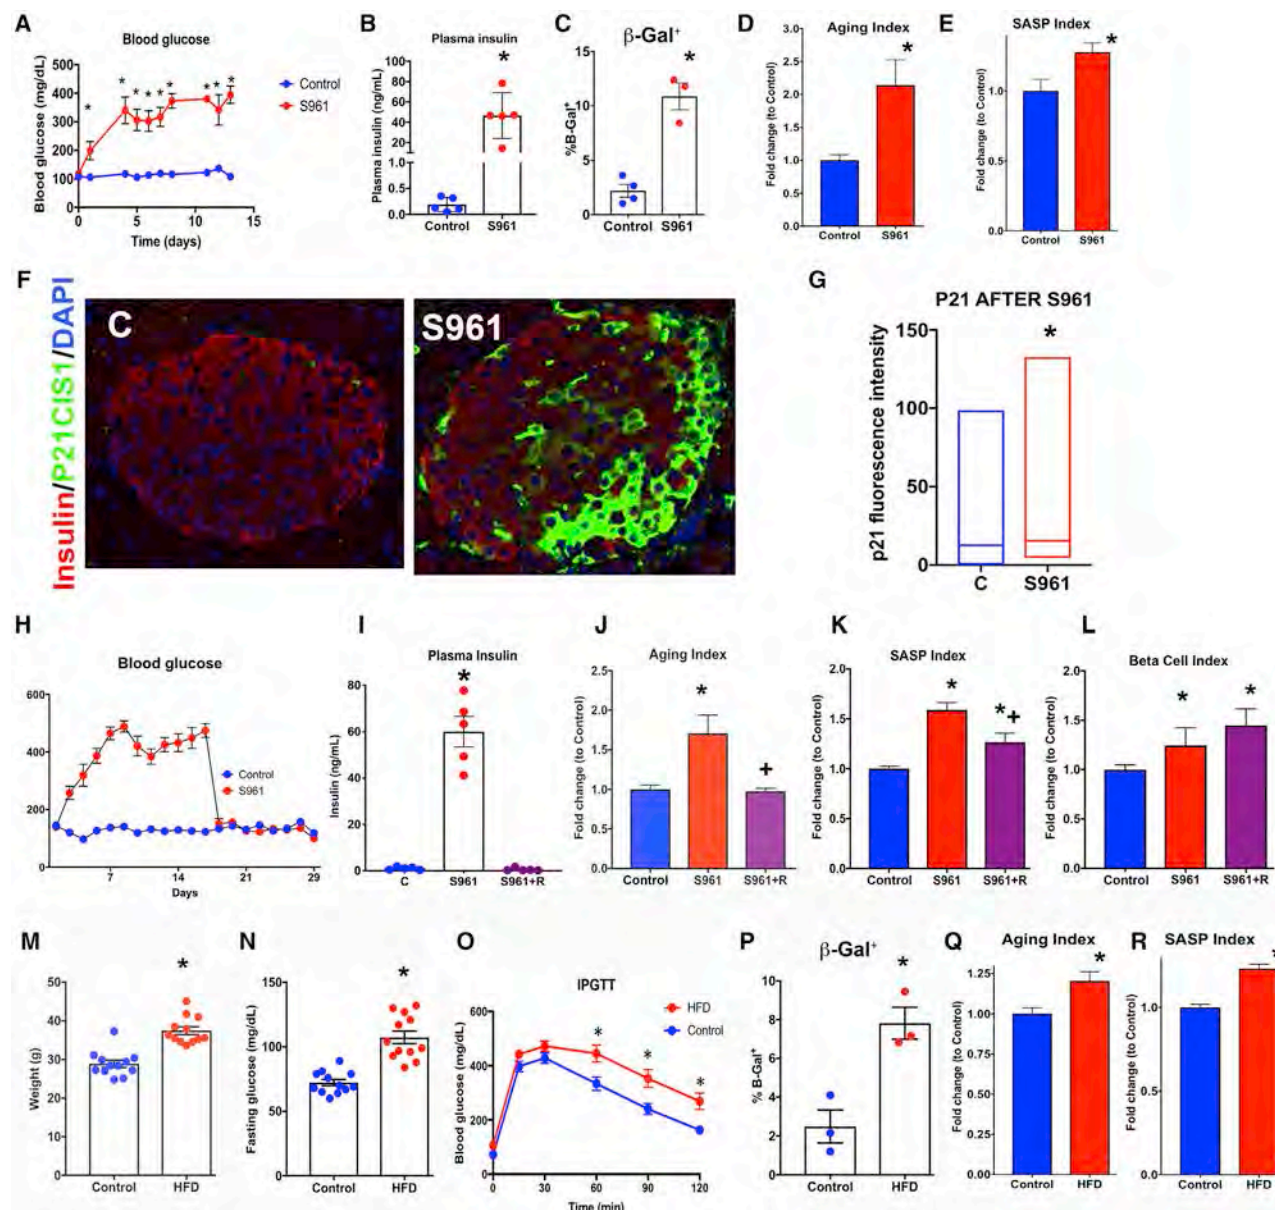 A
Blood glucose
Blood glucose (mg/dL)
500
400
300
200
100
0
0 5 10 15
Time (days)
Control
S961
* * * * * * * * *
B
Plasma insulin
Plasma insulin (ng/mL)
100
80
60
40
20
1.0
0.5
0.0
*
Control S961
C
β-Gal+
%B-Gal+
15
10
5
0
*
Control S961
D
Aging Index
Fold change (to Control)
3.0
2.5
2.0
1.5
1.0
0.5
0.0
*
Control S961
E
SASP Index
Fold change (to Control)
1.0
0.0
*
Control S961
F
Insulin/P21CIS1/DAPI
C
S961
G
P21 AFTER S961
p21 fluorescence intensity
150
100
50
0
*
C S961
H
Blood glucose
600
400
200
0
7 14 21 29
Days
Control
S961
I
Plasma Insulin
Insulin (ng/mL)
80
60
40
20
0
*
C S961 S961+R
J
Aging Index
Fold change (to Control)
2.5
2.0
1.5
1.0
0.5
0.0
*
+
Control S961 S961+R
K
SASP Index
Fold change (to Control)
2.0
1.5
1.0
0.5
0.0
*
*+
Control S961 S961+R
L
Beta Cell Index
Fold change (to Control)
2.0
1.5
1.0
0.5
0.0
* *
Control S961 S961+R
M
Weight (g)
50
40
30
20
10
0
*
Control HFD
N
Fasting glucose (mg/dL)
150
100
50
0
*
Control HFD
O
IPGTT
Blood glucose (mg/dL)
600
400
200
0
0 30 60 90 120
Time (min)
HFD
Control
* * *
P
β-Gal+
% B-Gal+
10
8
6
4
2
0
*
Control HFD
Q
Aging Index
Fold change (to Control)
1.25
1.00
0.75
0.50
0.25
0.00
*
Control HFD
R
SASP Index
Fold change (to Control)
1.0
0.0
Control HFD